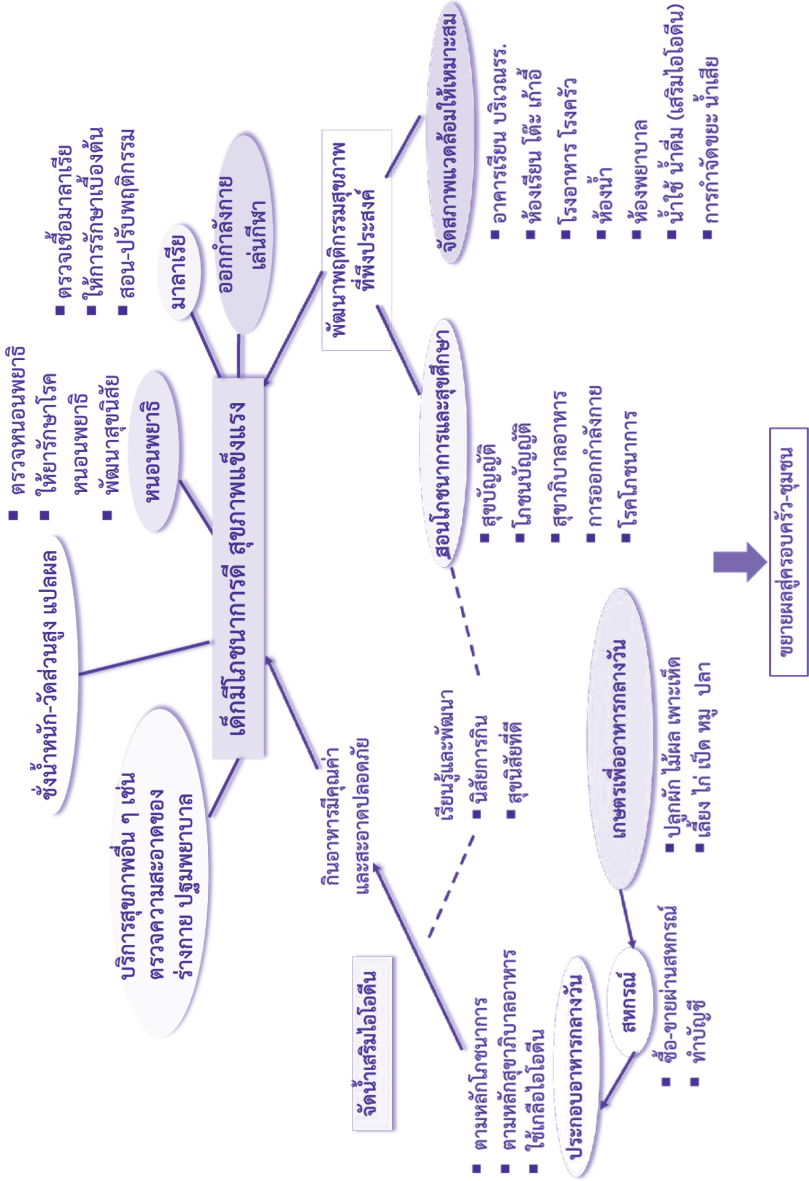 บริการสุขภาพอื่น ๆ เช่น
ตรวจความสะอาดของ
ร่างกาย ปฐมพยาบาล
ชั่งน้ำหนัก-วัดส่วนสูง แปลผล
■ ตรวจหนอนพยาธิ
■ ให้ยารักษาโรค
หนอนพยาธิ
■ พัฒนาสุขนิสัย
หนอนพยาธิ
■ ตรวจเชื้อมาลาเรีย
■ ให้การรักษาเบื้องต้น
■ สอน-ปรับพฤติกรรม
มาลาเรีย
ออกกำลังกาย
เล่นกีฬา
เด็กมีโภชนาการดี สุขภาพแข็งแรง
กินอาหารมีคุณค่า
และสะอาดปลอดภัย
พัฒนาพฤติกรรมสุขภาพ
ที่พึงประสงค์
จัดน้ำเสริมไอโอดีน
เรียนรู้และพัฒนา
■ นิสัยการกิน
■ สุขนิสัยที่ดี
สอนโภชนาการและสุขศึกษา
■ สุขบัญญัติ
■ โภชนบัญญัติ
■ สุขาภิบาลอาหาร
■ การออกกำลังกาย
■ โรคโภชนาการ
จัดสภาพแวดล้อมให้เหมาะสม
■ อาคารเรียน บริเวณรร.
■ ห้องเรียน โต๊ะ เก้าอี้
■ โรงอาหาร โรงครัว
■ ห้องน้ำ
■ ห้องพยาบาล
■ น้ำใช้ น้ำดื่ม (เสริมไอโอดีน)
■ การกำจัดขยะ น้ำเสีย
■ ตามหลักโภชนาการ
■ ตามหลักสุขาภิบาลอาหาร
■ ใช้เกลือไอโอดีน
ประกอบอาหารกลางวัน
สหกรณ์
■ ซื้อ-ขายผ่านสหกรณ์
■ ทำบัญชี
เกษตรเพื่ออาหารกลางวัน
■ ปลูกผัก ไม้ผล เพาะเห็ด
■ เลี้ยง ไก่ เป็ด หมู ปลา
ขยายผลสู่ครอบครัว-ชุมชน